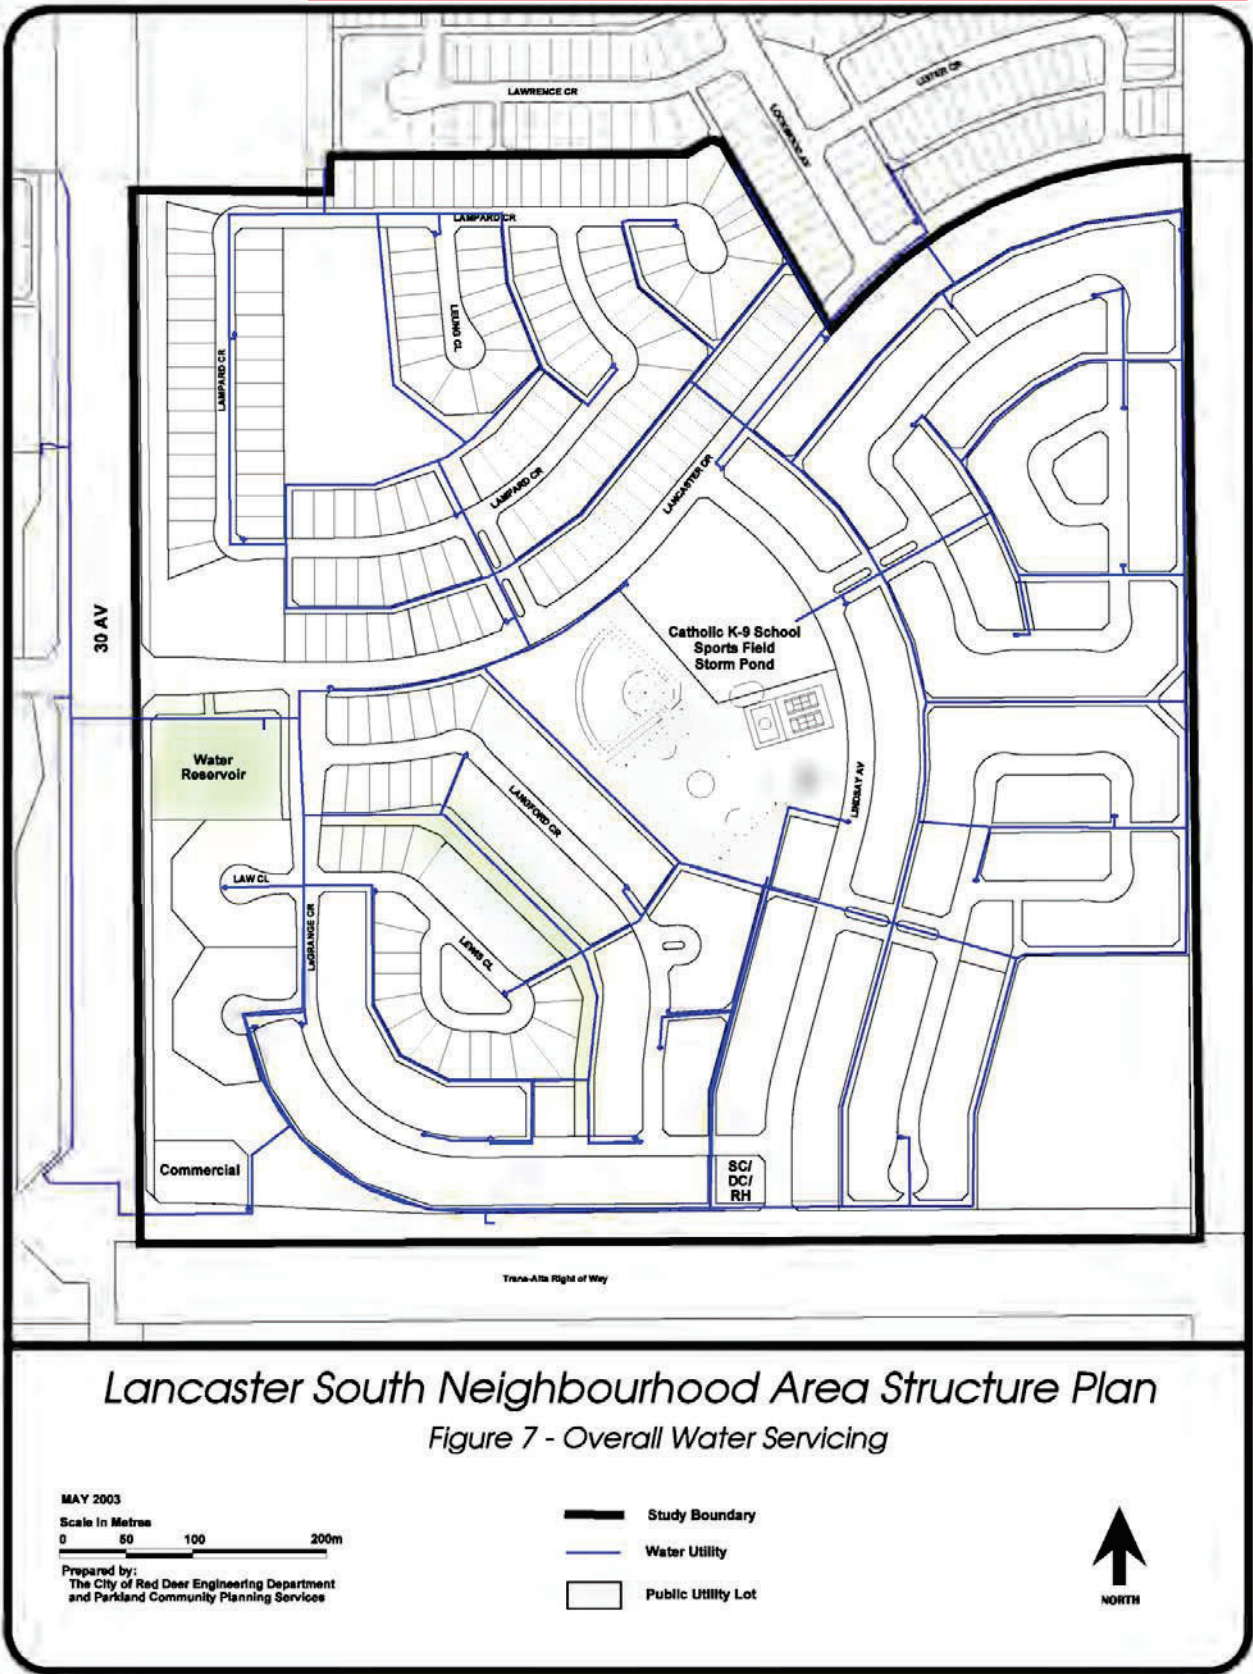 LAWRENCE CR
LESTER CR
LOCKWOOD AV
LAMPARD CR
LEUNG CL
LAMPARD CR
LAMPARD CR
LANCASTER DR
30 AV
Catholic K-9 School
Sports Field
Storm Pond
Water
Reservoir
LANGFORD CR
LINDSAY AV
LAW CL
LaGRANGE CR
LEWIS CL
Commercial
SC/
DC/
RH
Trans-Alta Right of Way
Lancaster South Neighbourhood Area Structure Plan
Figure 7 - Overall Water Servicing
MAY 2003
Scale In Metres
0 50 100 200m
Prepared by:
The City of Red Deer Engineering Department
and Parkland Community Planning Services
Study Boundary
Water Utility
Public Utility Lot
NORTH